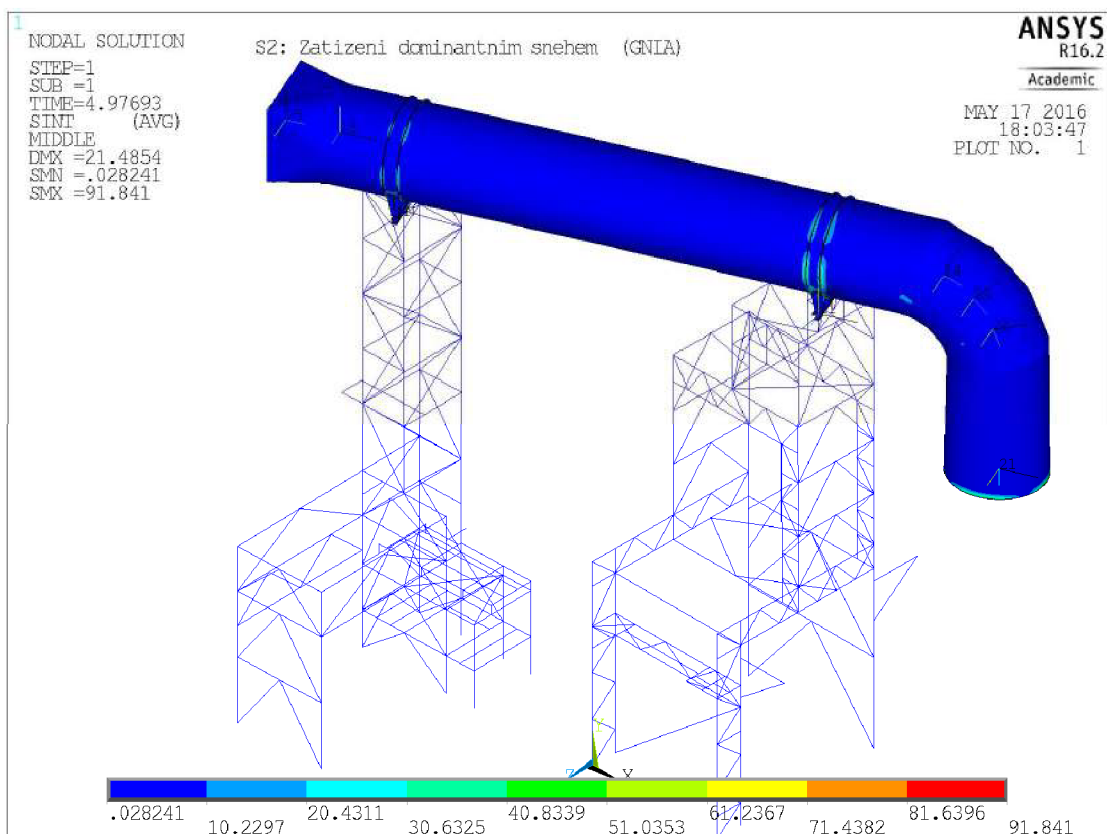 1
NODAL SOLUTION
STEP=1
SUB =1
TIME=4.97693
SINT (AVG)
MIDDLE
DMX =21.4854
SMN =.028241
SMX =91.841
S2: Zatizeni dominantnim snehem (GNIA)
ANSYS
R16.2
Academic
MAY 17 2016
18:03:47
PLOT NO. 1
21
Y
Z X
.028241 20.4311 40.8339 61.2367 81.6396
10.2297 30.6325 51.0353 71.4382 91.841